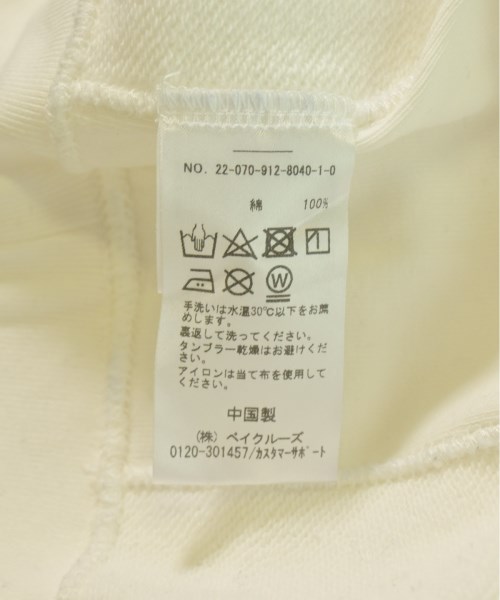 NO. 22-070-912-8040-1-0
綿 100%
手洗いは水温30℃以下をお薦
めします。
裏返して洗ってください。
タンブラー乾燥はお避けくだ
さい。
アイロンは当て布を使用して
ください。
中国製
(株) ベイクルーズ
0120-301457/カスタマーサポート